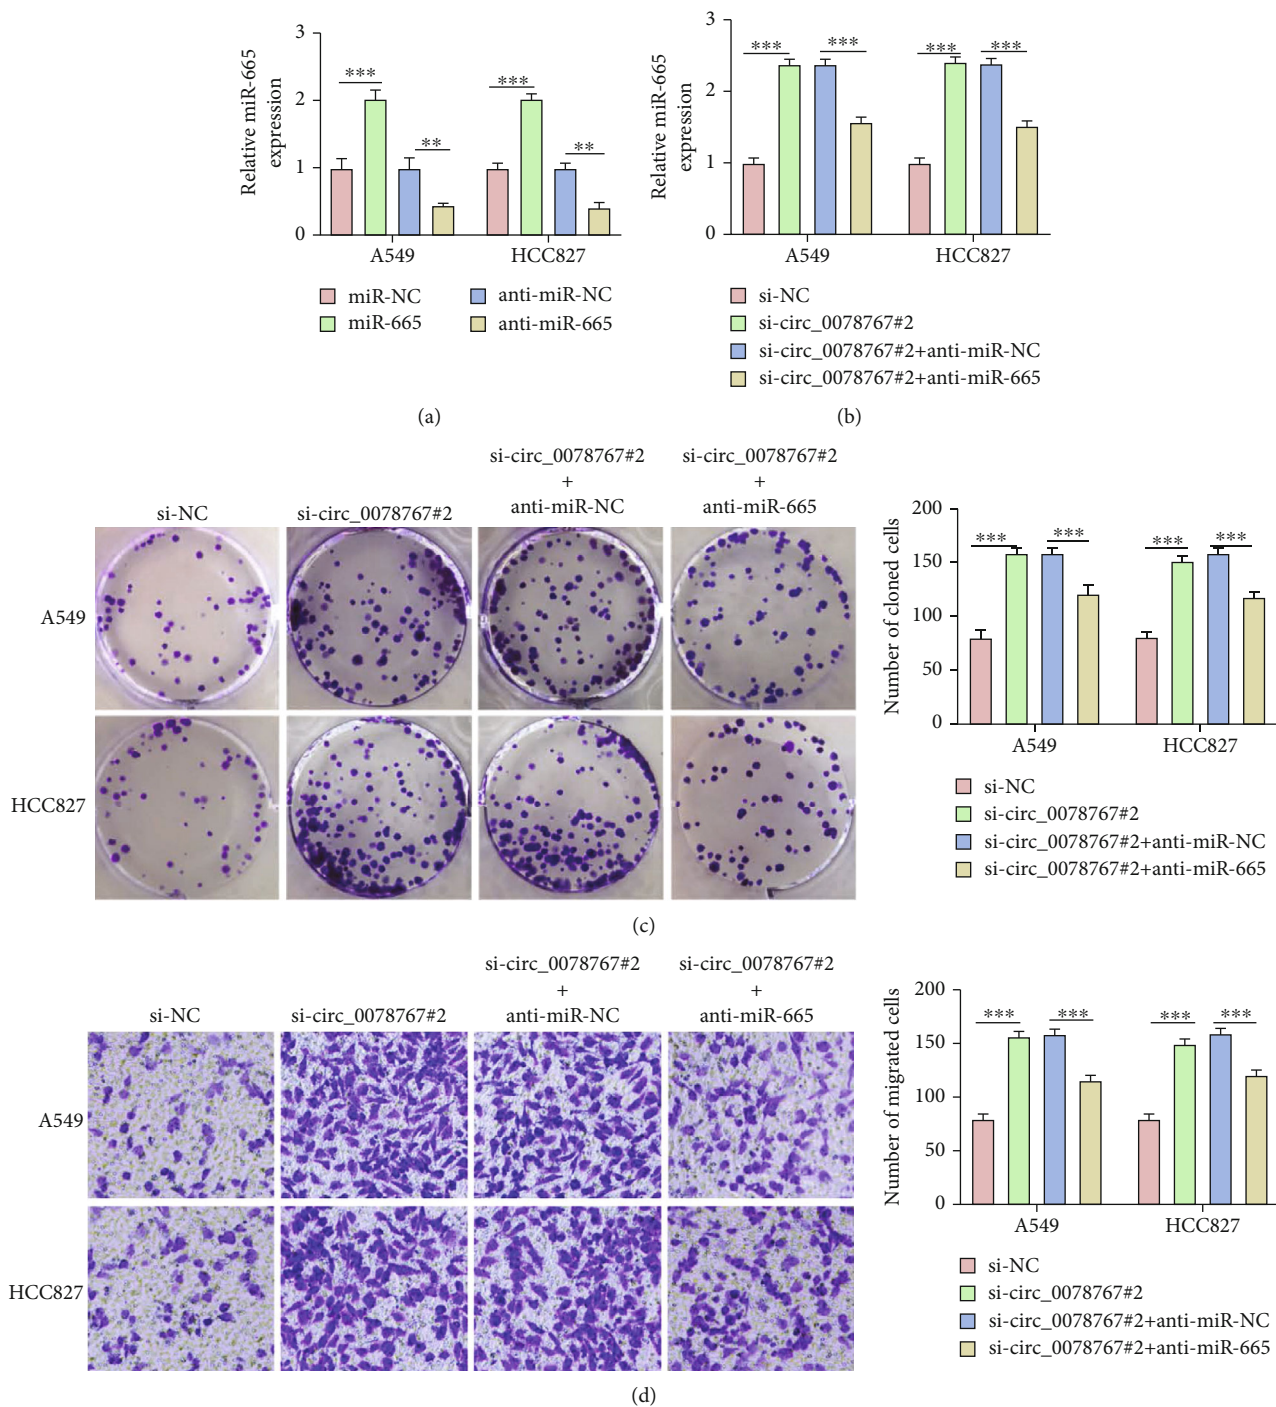 Relative miR-665
expression
3
2
1
0
***
**
***
**
A549
HCC827
miR-NC
anti-miR-NC
miR-665
anti-miR-665
(a)
Relative miR-665
expression
3
2
1
0
***
***
***
***
A549
HCC827
si-NC
si-circ_0078767#2
si-circ_0078767#2+anti-miR-NC
si-circ_0078767#2+anti-miR-665
(b)
si-NC
si-circ_0078767#2
si-circ_0078767#2
+
anti-miR-NC
si-circ_0078767#2
+
anti-miR-665
A549
HCC827
Number of cloned cells
200
150
100
50
0
***
***
***
***
A549
HCC827
si-NC
si-circ_0078767#2
si-circ_0078767#2+anti-miR-NC
si-circ_0078767#2+anti-miR-665
(c)
si-NC
si-circ_0078767#2
si-circ_0078767#2
+
anti-miR-NC
si-circ_0078767#2
+
anti-miR-665
A549
HCC827
Number of migrated cells
200
150
100
50
0
***
***
***
***
A549
HCC827
si-NC
si-circ_0078767#2
si-circ_0078767#2+anti-miR-NC
si-circ_0078767#2+anti-miR-665
(d)